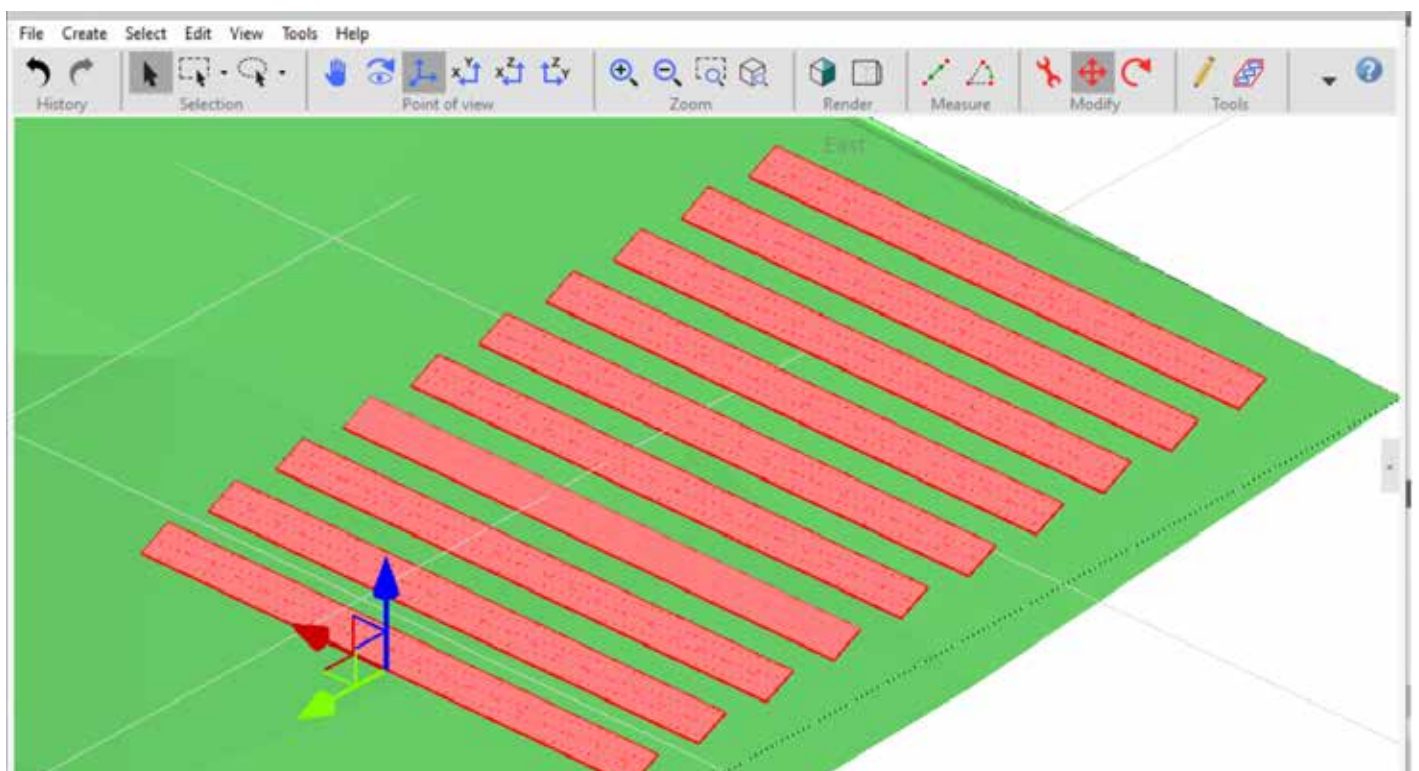 File Create Select Edit View Tools Help
x Y x Z Z Y
History Selection Point of view Zoom Render Measure Modify Tools
East